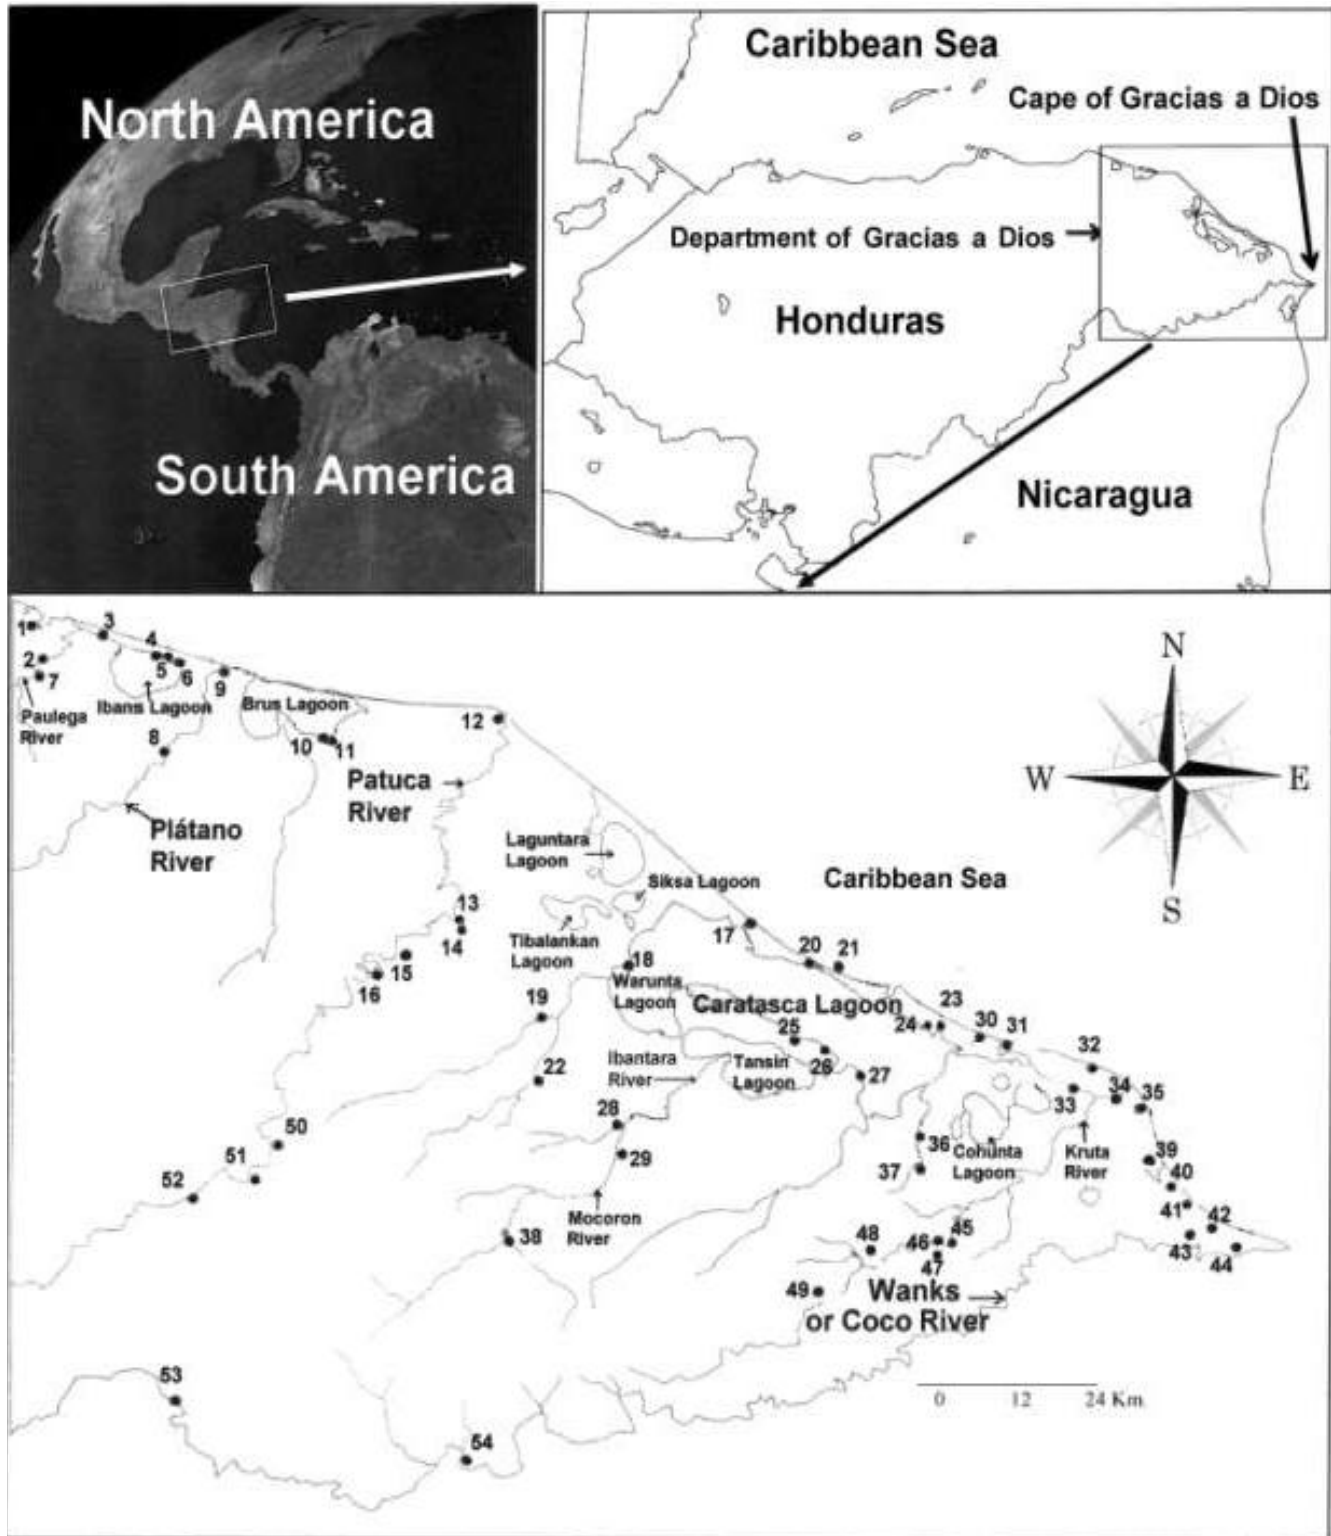 North America
South America
Caribbean Sea
Cape of Gracias a Dios
Department of Gracias a Dios
Honduras
Nicaragua
N
W
E
S
1
2
3
4
5
6
7
8
9
10
11
12
Paulega
River
Ibans Lagoon
Brus Lagoon
Patuca
River
Plátano
River
Laguntara
Lagoon
Siksa Lagoon
Caribbean Sea
13
14
15
16
17
Tibalankan
Lagoon
18
19
20
21
Warunta
Lagoon
Caratasca Lagoon
22
23
24
25
26
27
Ibantara
River
Tansin
Lagoon
28
29
30
31
32
33
34
35
36
37
Cohunta
Lagoon
Kruta
River
38
39
40
41
42
43
44
Mocoron
River
45
46
47
48
49
Wanks
or Coco River
50
51
52
53
54
0 12 24 Km.